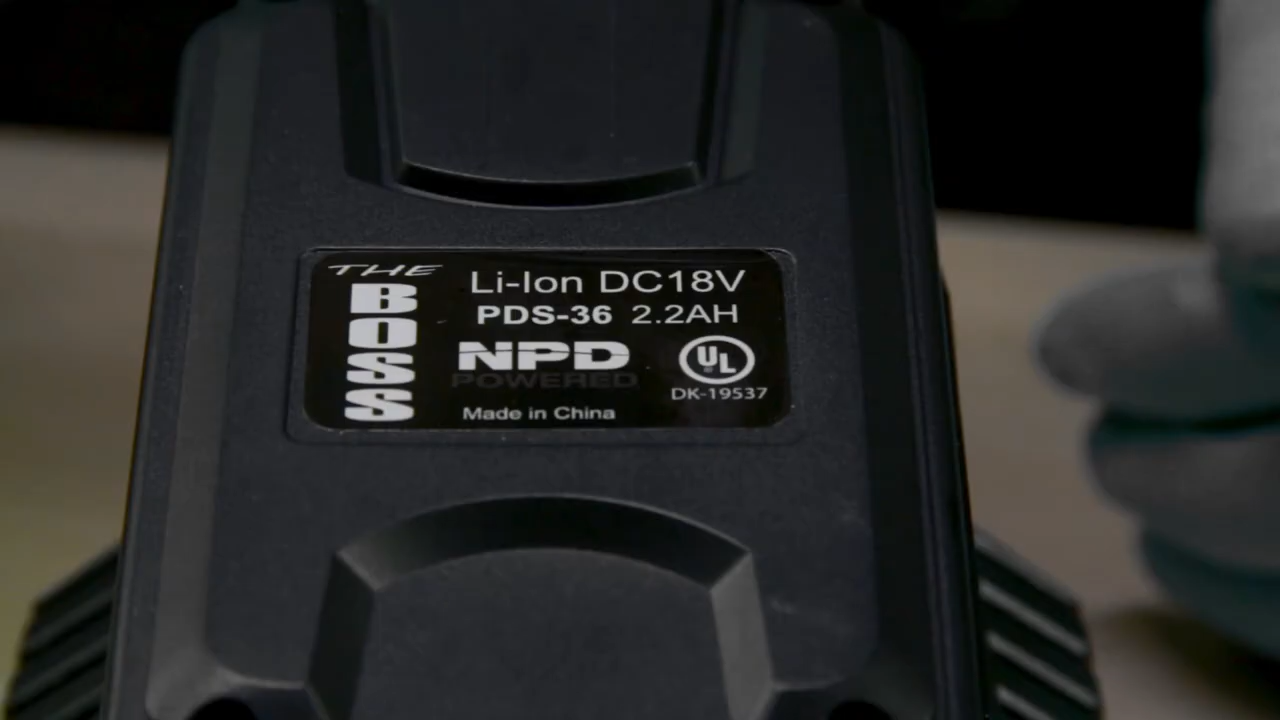 THE
BOSS
Li-Ion DC18V
PDS-36 2.2AH
NPD
POWERED
UL
DK-19537
Made in China